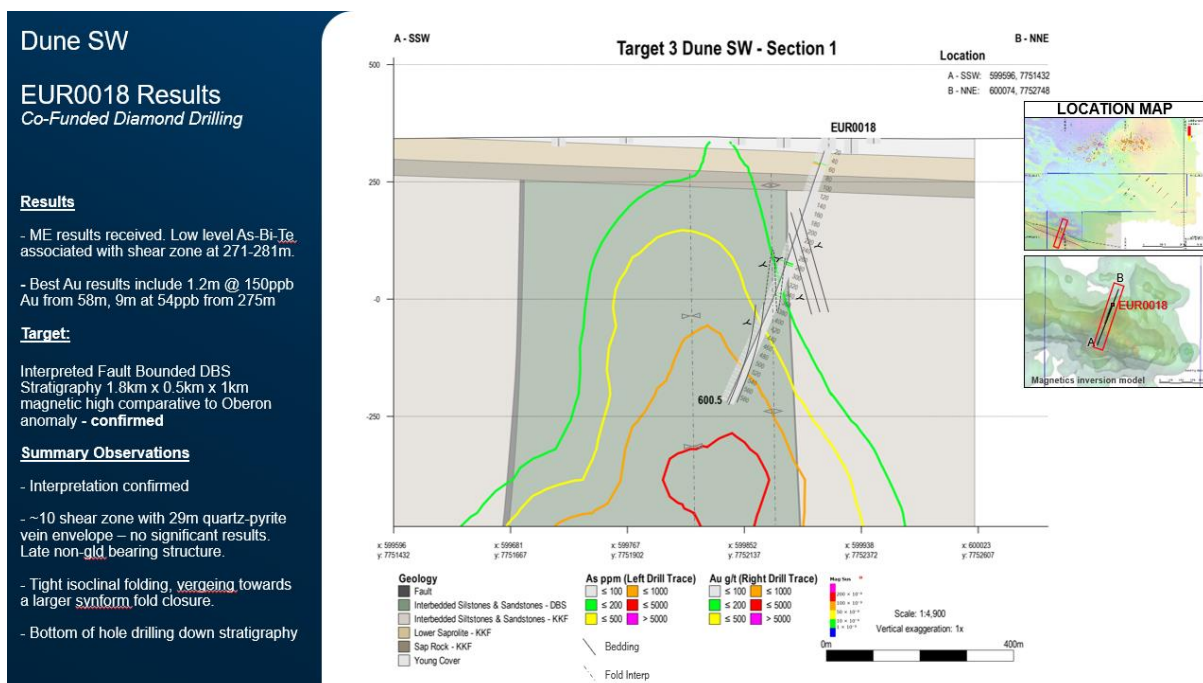 Dune SW
EUR0018 Results
Co-Funded Diamond Drilling
Results
- ME results received. Low level As-Bi-Te
associated with shear zone at 271-281m.
- Best Au results include 1.2m @ 150ppb
Au from 58m, 9m at 54ppb from 275m
Target:
Interpreted Fault Bounded DBS
Stratigraphy 1.8km x 0.5km x 1km
magnetic high comparative to Oberon
anomaly - confirmed
Summary Observations
- Interpretation confirmed
- ~10 shear zone with 29m quartz-pyrite
vein envelope – no significant results.
Late non-gld bearing structure.
- Tight isoclinal folding, vergeing towards
a larger synform fold closure.
- Bottom of hole drilling down stratigraphy
A - SSW
Target 3 Dune SW - Section 1
B - NNE
Location
A - SSW: 599596, 7751432
B - NNE: 600074, 7752748
500
250
-0
-250
EUR0018
600.5
x: 599596
y: 7751432
x: 599681
y: 7751667
x: 599767
y: 7751902
x: 599852
y: 7752137
x: 599938
y: 7752372
x: 600023
y: 7752607
Geology
Fault
Interbedded Silstones & Sandstones - DBS
Interbedded Silstones & Sandstones - KKF
Lower Saprolite - KKF
Sap Rock - KKF
Young Cover
As ppm (Left Drill Trace)
≤ 100 ≤ 1000
≤ 200 ≤ 5000
≤ 500 > 5000
Bedding
Fold Interp
Au g/t (Right Drill Trace)
≤ 100 ≤ 1000
≤ 200 ≤ 5000
≤ 500 > 5000
Scale: 1:4,900
Vertical exaggeration: 1x
0m
400m
LOCATION MAP
B
EUR0018
A
Magnetics inversion model